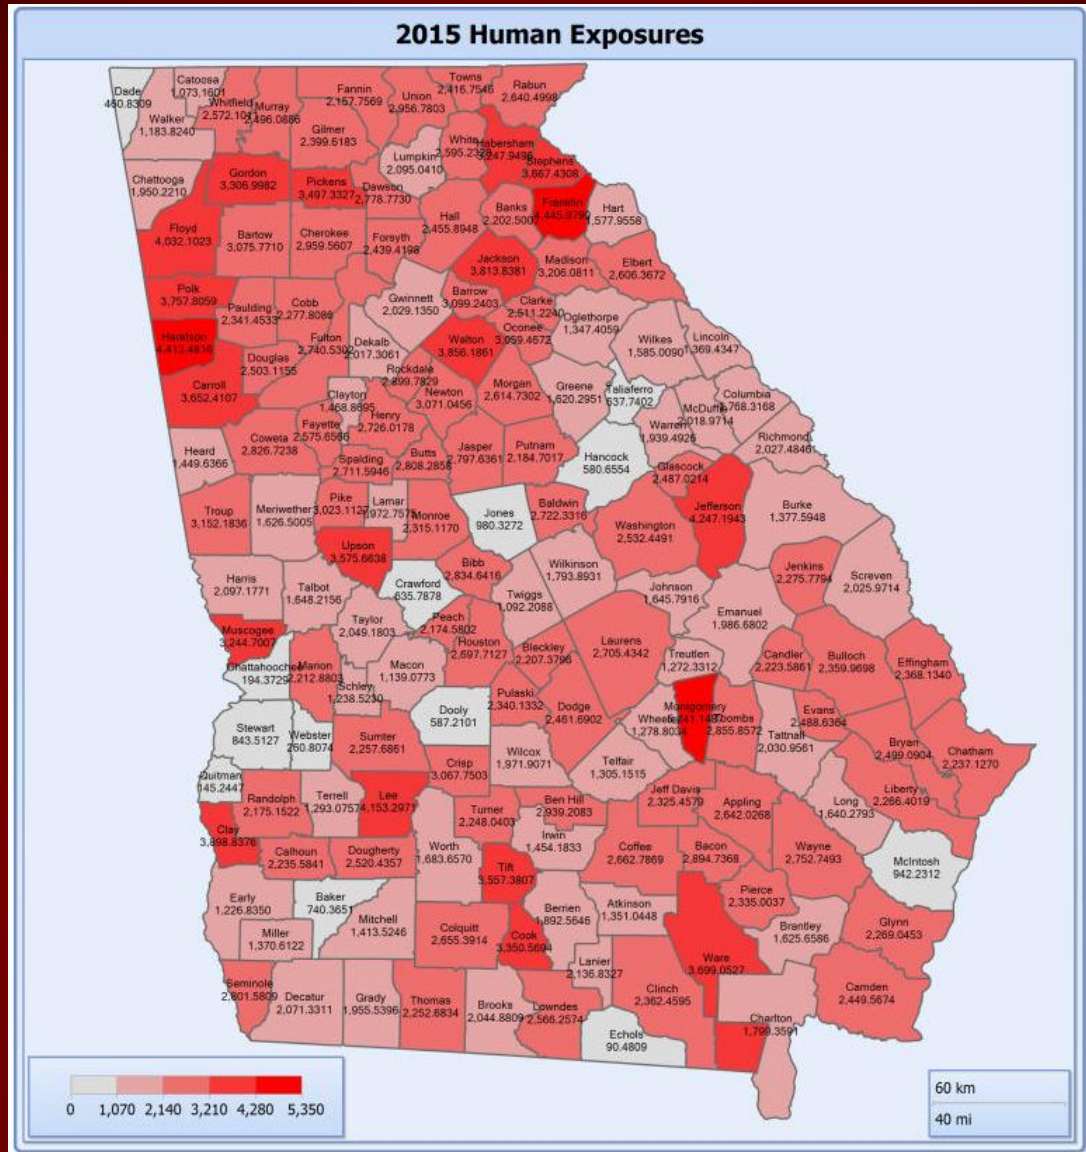 2015 Human Exposures
Dade
460.8309
Catoosa
1,073.1601
Walker
1,183.8240
Whitfield
Murray
2,496.0886
Fannin
2,157.7569
Union
2,956.7803
Towns
2,416.7546
Rabun
2,640.4998
Gilmer
2,399.6183
White
Habersham
Stephens
3,667.4308
Lumpkin
2,095.0410
Chattooga
1,950.2210
Gordon
3,306.9982
Pickens
3,497.3327
Dawson
2,778.7730
Hall
2,455.8948
Banks
Franklin
Hart
1,577.9558
Floyd
4,032.1023
Bartow
3,075.7710
Cherokee
2,959.5607
Forsyth
2,439.4198
Jackson
3,813.8381
Madison
3,206.0811
Elbert
2,606.3672
Polk
3,757.8059
Paulding
2,341.4533
Cobb
2,277.8086
Gwinnett
2,029.1350
Barrow
3,099.2403
Clarke
2,511.2240
Oconee
3,059.4672
Oglethorpe
1,347.4059
Wilkes
1,585.0090
Lincoln
1,369.4347
Haralson
4,413.4816
Fulton
2,740.5302
Dekalb
2,017.3061
Walton
3,856.1861
Douglas
2,503.1155
Rockdale
2,899.7829
Carroll
3,652.4107
Clayton
1,468.8695
Newton
3,071.0456
Morgan
2,614.7302
Greene
1,620.2951
Taliaferro
637.7402
Columbia
1,768.3168
McDuffie
2,018.9714
Warren
1,939.4926
Richmond
2,027.4846
Henry
2,726.0178
Fayette
Coweta
2,826.7238
Heard
1,449.6366
Spalding
2,711.5946
Butts
Jasper
2,797.6361
Putnam
2,184.7017
Hancock
580.6554
Glascock
2,487.0214
Jefferson
4,247.1943
Burke
1,377.5948
Troup
3,152.1836
Meriwether
1,626.5005
Pike
Lamar
Monroe
2,315.1170
Jones
980.3272
Baldwin
2,722.3316
Washington
2,532.4491
Upson
3,575.6638
Bibb
2,834.6416
Wilkinson
1,793.8931
Jenkins
2,275.7794
Screven
2,025.9714
Harris
2,097.1771
Talbot
1,648.2156
Crawford
635.7878
Twiggs
1,092.2088
Johnson
1,645.7916
Emanuel
1,986.6802
Taylor
2,049.1803
Peach
2,174.5802
Muscogee
3,244.7007
Houston
2,697.7127
Bleckley
2,207.3795
Laurens
2,705.4342
Treutlen
1,272.3312
Candler
2,223.5861
Bulloch
2,359.9698
Effingham
2,368.1340
Chattahoochee
194.3729
Marion
2,212.8803
Macon
1,139.0773
Schley
1,238.5230
Pulaski
2,340.1332
Dodge
2,461.6902
Wheeler
Montgomery
Toombs
2,855.8572
Evans
2,488.6364
Tattnall
2,030.9561
Bryan
2,499.0904
Chatham
2,237.1270
Stewart
843.5127
Webster
260.8074
Dooly
587.2101
Sumter
2,257.6861
Crisp
3,067.7503
Wilcox
1,971.9071
Telfair
1,305.1515
Liberty
2,266.4019
Quitman
145.2447
Randolph
2,175.1522
Terrell
Lee
Turner
2,248.0403
Ben Hill
2,939.2083
Jeff Davis
2,325.4579
Appling
2,642.0268
Long
1,640.2793
Clay
3,898.8376
Calhoun
2,235.5841
Dougherty
2,520.4357
Worth
1,683.6570
Irwin
1,454.1833
Tift
3,557.3807
Coffee
2,662.7869
Bacon
2,894.7368
Wayne
2,752.7493
McIntosh
942.2312
Early
1,226.8350
Baker
740.3651
Mitchell
1,413.5246
Miller
1,370.6122
Colquitt
2,655.3914
Cook
3,350.5694
Berrien
1,892.5646
Atkinson
1,351.0448
Pierce
2,335.0037
Brantley
1,625.6586
Glynn
2,269.0453
Ware
3,699.0527
Lanier
2,136.8327
Clinch
2,362.4595
Camden
2,449.5674
Charlton
1,799.3591
Seminole
Decatur
2,071.3311
Grady
1,955.5396
Thomas
2,252.6834
Brooks
2,044.8809
Lowndes
2,566.2574
Echols
90.4809
0 1,070 2,140 3,210 4,280 5,350
60 km
40 mi